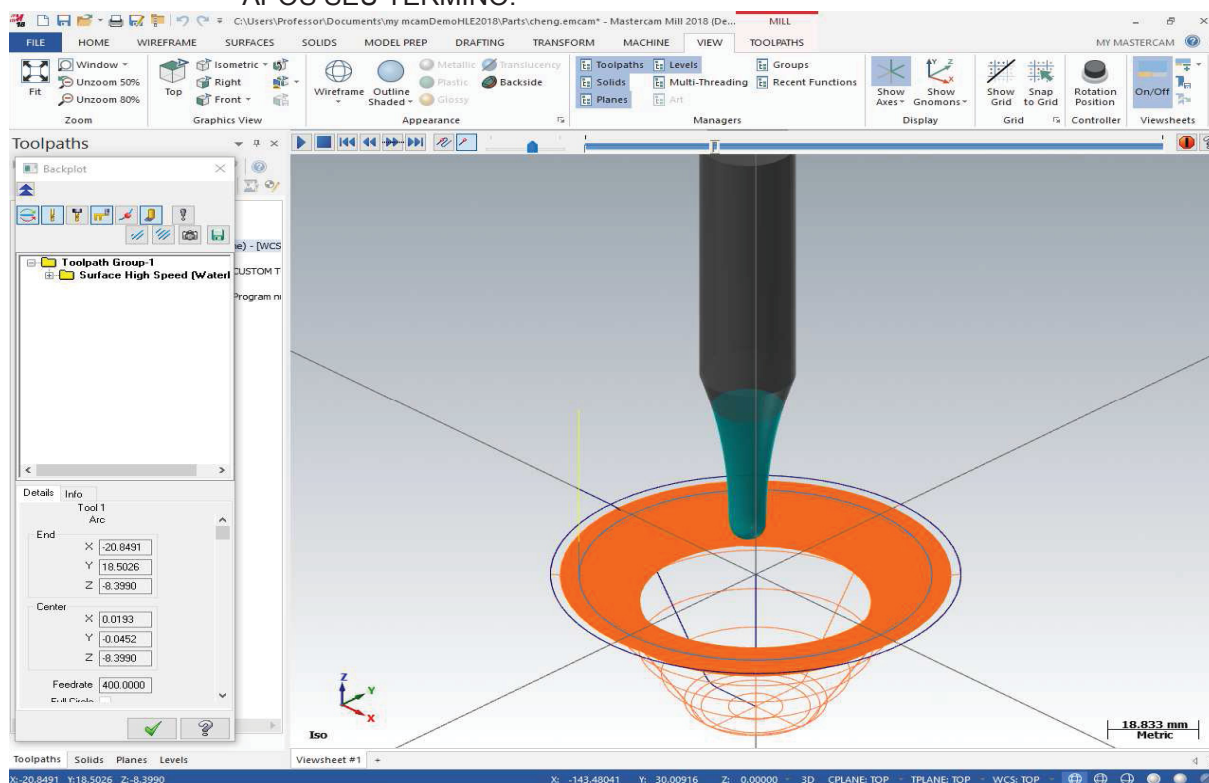 APÓS SEU TÉRMINO.
C:\Users\Professor\Documents\my mcamDemoHLE2018\Parts\cheng.emcam* - Mastercam Mill 2018 (De...
MILL
FILE HOME WIREFRAME SURFACES SOLIDS MODEL PREP DRAFTING TRANSFORM MACHINE VIEW TOOLPATHS MY MASTERCAM
Fit
Window
Unzoom 50%
Unzoom 80%
Zoom
Top
Isometric
Right
Front
Graphics View
Wireframe
Outline Shaded
Metallic Translucency
Plastic Backside
Glossy
Appearance
Toolpaths Levels Groups
Solids Multi-Threading Recent Functions
Planes Art
Managers
Show Axes
Show Gnomons
Display
Show Grid
Snap to Grid
Grid
Rotation Position
Controller
On/Off
Viewsheets
Toolpaths
Backplot
Toolpath Group-1
Surface High Speed (Waterl
e) - [WCS
CUSTOM T
Program n
Details Info
Tool 1
Arc
End
X -20.8491
Y 18.5026
Z -8.3990
Center
X 0.0193
Y -0.0452
Z -8.3990
Feedrate 400.0000
Full Circle
Z
Y
X
Iso
18.833 mm
Metric
Toolpaths Solids Planes Levels
Viewsheet #1 +
X:-20.8491 Y:18.5026 Z:-8.3990
X: -143.48041 Y: 30.00916 Z: 0.00000 3D CPLANE: TOP TPLANE: TOP WCS: TOP